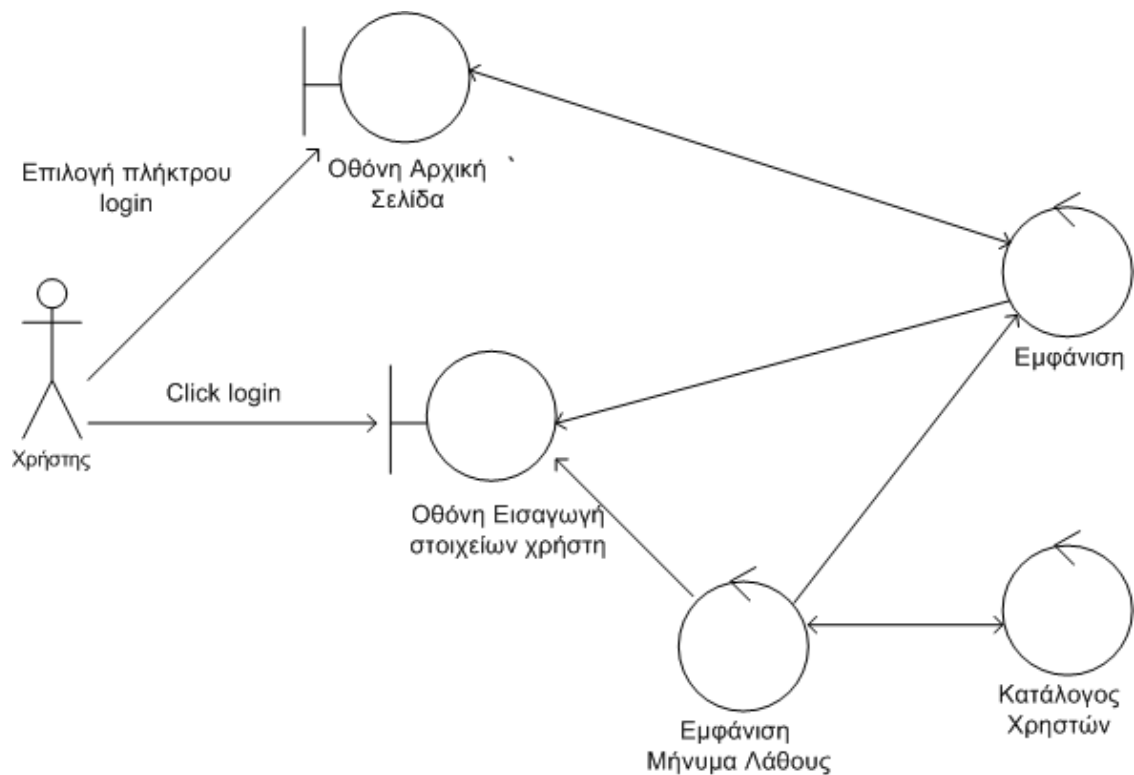 Επιλογή πλήκτρου
login
Οθόνη Αρχική
Σελίδα
Εμφάνιση
Click login
Χρήστης
Οθόνη Εισαγωγή
στοιχείων χρήστη
Κατάλογος
Χρηστών
Εμφάνιση
Μήνυμα Λάθους